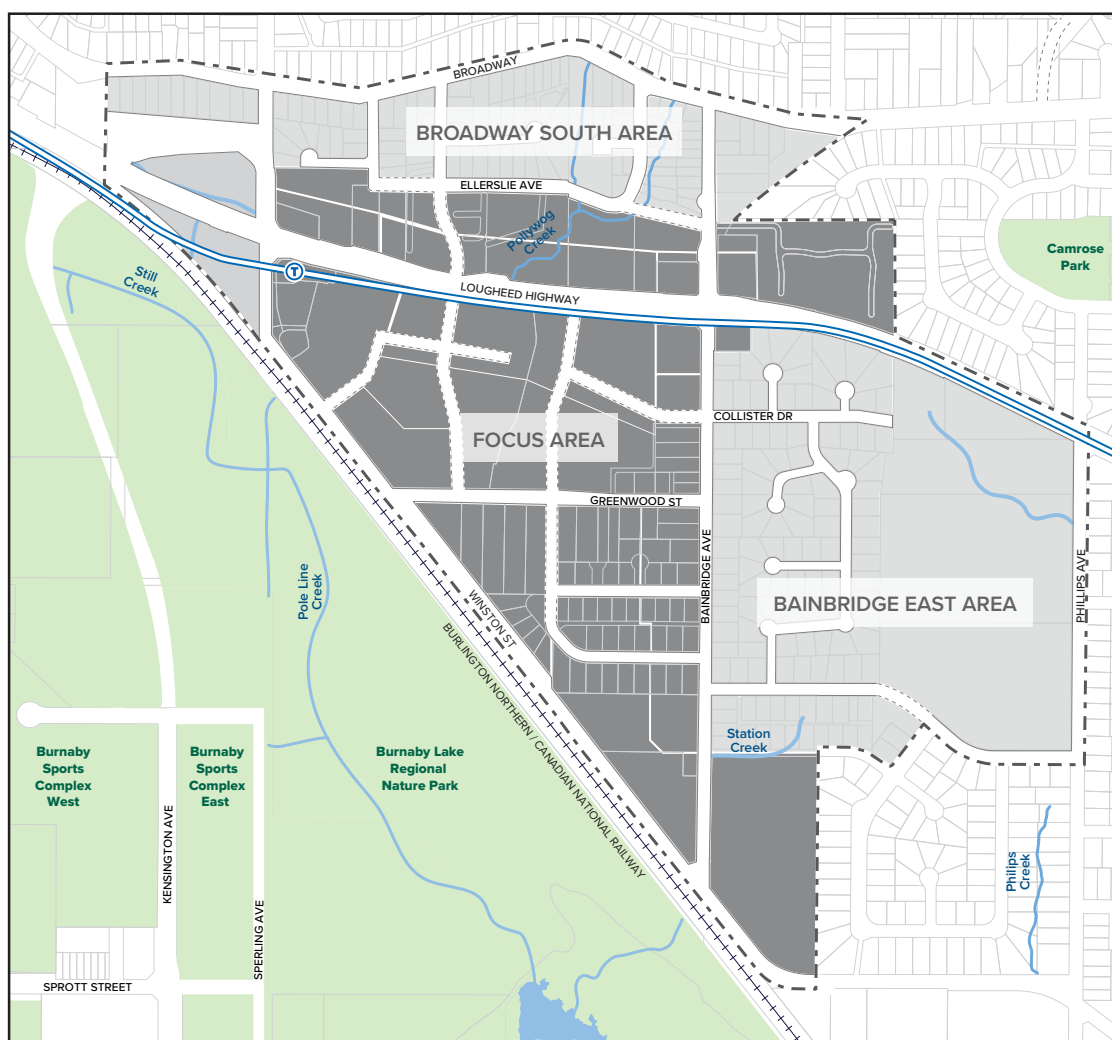 BROADWAY
BROADWAY SOUTH AREA
ELLERSLIE AVE
Pollywog
Creek
Camrose
Park
Still
Creek
T
LOUGHEED HIGHWAY
COLLISTER DR
FOCUS AREA
GREENWOOD ST
BAINBRIDGE AVE
PHILLIPS AVE
Pole Line
Creek
BAINBRIDGE EAST AREA
WINSTON ST
BURLINGTON NORTHERN / CANADIAN NATIONAL RAILWAY
Station
Creek
Burnaby
Sports
Complex
West
Burnaby
Sports
Complex
East
Burnaby Lake
Regional
Nature Park
KENSINGTON AVE
SPERLING AVE
Philips
Creek
SPROTT STREET